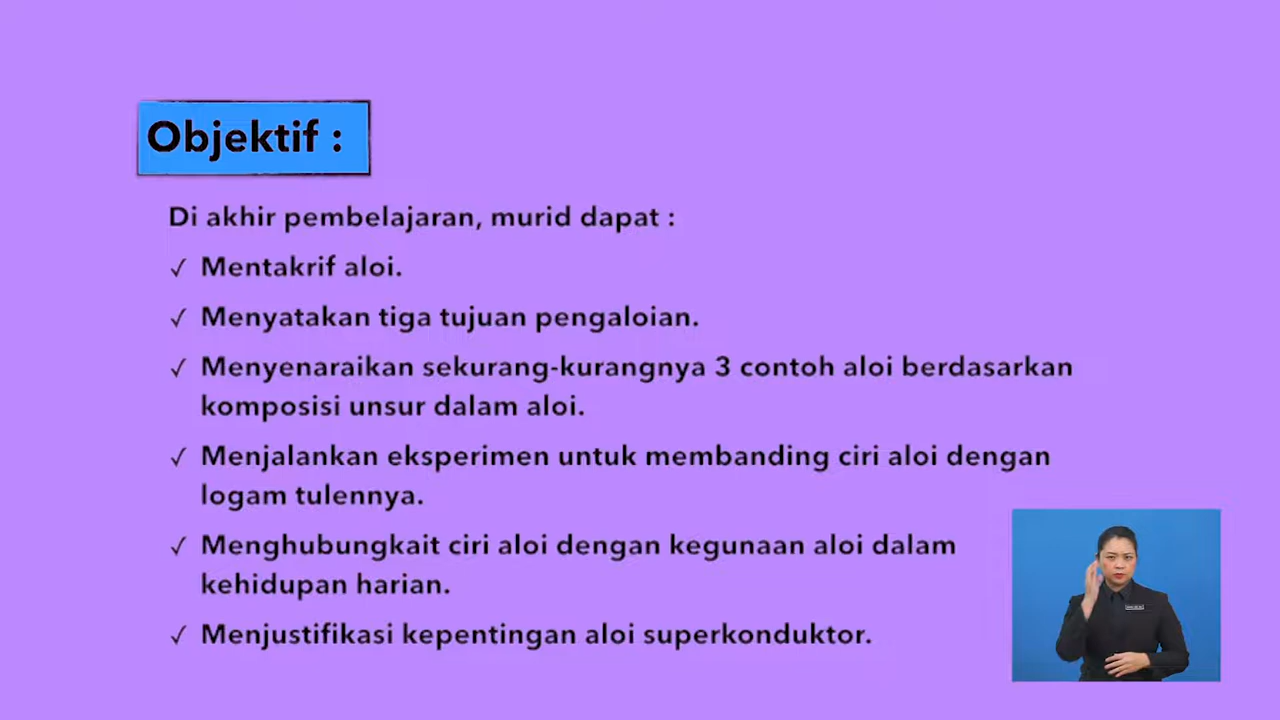 Objektif :
Di akhir pembelajaran, murid dapat :
✓ Mentakrif aloi.
✓ Menyatakan tiga tujuan pengaloian.
✓ Menyenaraikan sekurang-kurangnya 3 contoh aloi berdasarkan
komposisi unsur dalam aloi.
✓ Menjalankan eksperimen untuk membanding ciri aloi dengan
logam tulennya.
✓ Menghubungkait ciri aloi dengan kegunaan aloi dalam
kehidupan harian.
✓ Menjustifikasi kepentingan aloi superkonduktor.